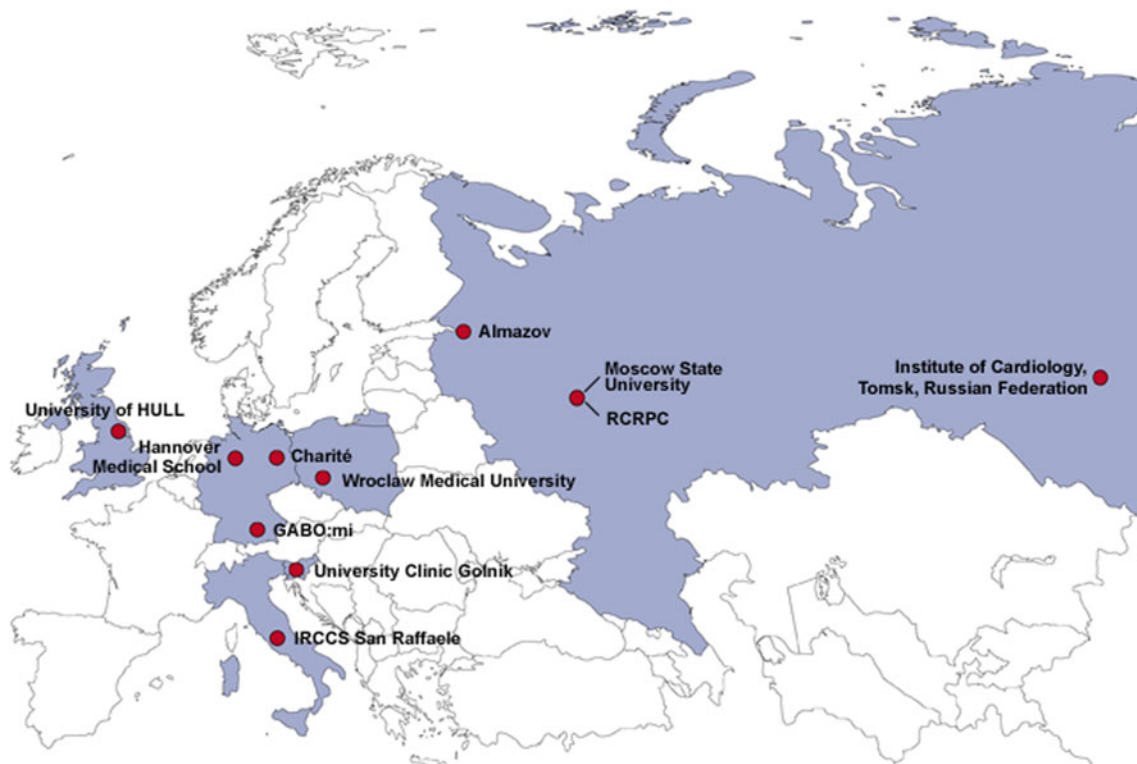 Almazov
Moscow State
University
RCRPC
Institute of Cardiology,
Tomsk, Russian Federation
University of HULL
Hannover
Medical School
Charité
Wroclaw Medical University
GABO:mi
University Clinic Golnik
IRCCS San Raffaele